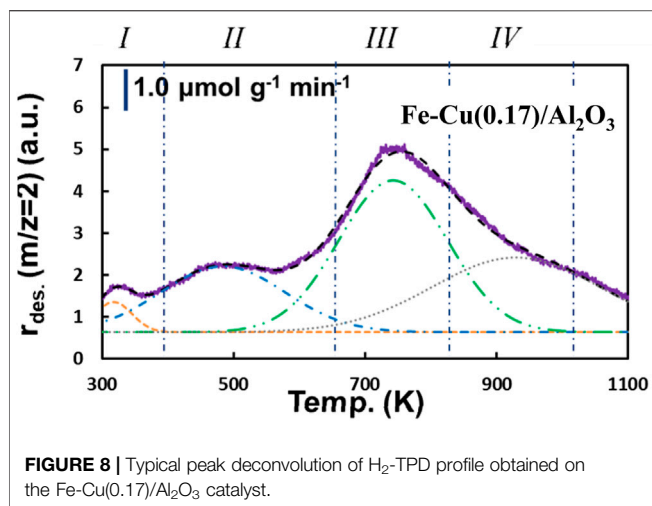 I II III IV
7
1.0 µmol g⁻¹ min⁻¹
6
Fe-Cu(0.17)/Al₂O₃
5
4
3
2
1
0
r_des. (m/z=2) (a.u.)
300 500 700 900 1100
Temp. (K)
FIGURE 8 | Typical peak deconvolution of H₂-TPD profile obtained on
the Fe-Cu(0.17)/Al₂O₃ catalyst.